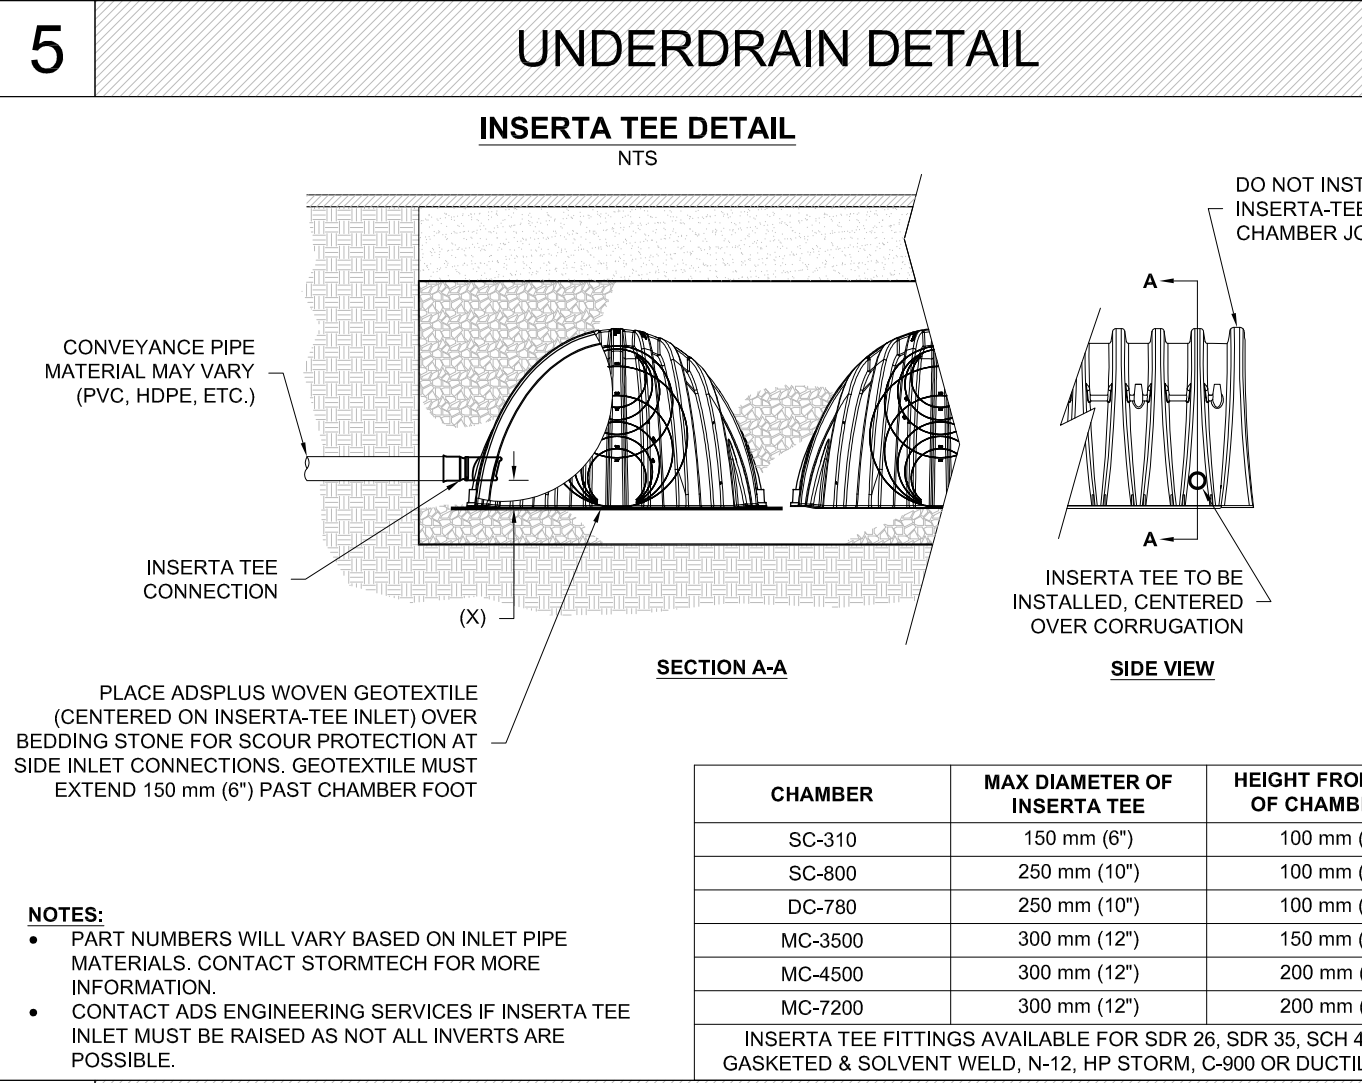 5
UNDERDRAIN DETAIL
INSERTA TEE DETAIL
NTS
DO NOT INST
INSERTA-TEE
CHAMBER JO
A
CONVEYANCE PIPE
MATERIAL MAY VARY
(PVC, HDPE, ETC.)
INSERTA TEE
CONNECTION
(X)
A
INSERTA TEE TO BE
INSTALLED, CENTERED
OVER CORRUGATION
SECTION A-A
SIDE VIEW
PLACE ADSPLUS WOVEN GEOTEXTILE
(CENTERED ON INSERTA-TEE INLET) OVER
BEDDING STONE FOR SCOUR PROTECTION AT
SIDE INLET CONNECTIONS. GEOTEXTILE MUST
EXTEND 150 mm (6") PAST CHAMBER FOOT
CHAMBER
MAX DIAMETER OF
INSERTA TEE
HEIGHT FROM
OF CHAMB
SC-310 150 mm (6") 100 mm (
SC-800 250 mm (10") 100 mm (
DC-780 250 mm (10") 100 mm (
MC-3500 300 mm (12") 150 mm (
MC-4500 300 mm (12") 200 mm (
MC-7200 300 mm (12") 200 mm (
INSERTA TEE FITTINGS AVAILABLE FOR SDR 26, SDR 35, SCH 4
GASKETED & SOLVENT WELD, N-12, HP STORM, C-900 OR DUCTIL
NOTES:
• PART NUMBERS WILL VARY BASED ON INLET PIPE
MATERIALS. CONTACT STORMTECH FOR MORE
INFORMATION.
• CONTACT ADS ENGINEERING SERVICES IF INSERTA TEE
INLET MUST BE RAISED AS NOT ALL INVERTS ARE
POSSIBLE.